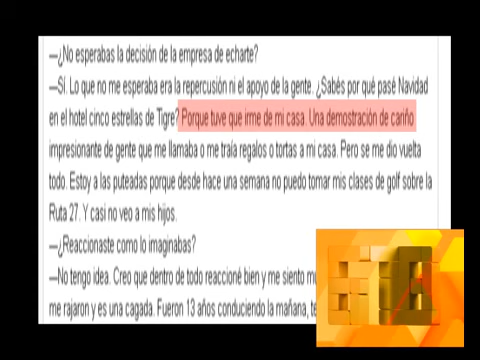 —¿No esperabas la decisión de la empresa de echarte?
—Sí. Lo que no me esperaba era la repercusión ni el apoyo de la gente. ¿Sabés por qué pasé Navidad
en el hotel cinco estrellas de Tigre? Porque tuve que irme de mi casa. Una demostración de cariño
impresionante de gente que me llamaba o me traía regalos o tortas a mi casa. Pero se me dio vuelta
todo. Estoy a las puteadas porque desde hace una semana no puedo tomar mis clases de golf sobre la
Ruta 27. Y casi no veo a mis hijos.
—¿Reaccionaste como lo imaginabas?
—No tengo idea. Creo que dentro de todo reaccioné bien y me siento
me rajaron y es una cagada. Fueron 13 años conduciendo la mañana,